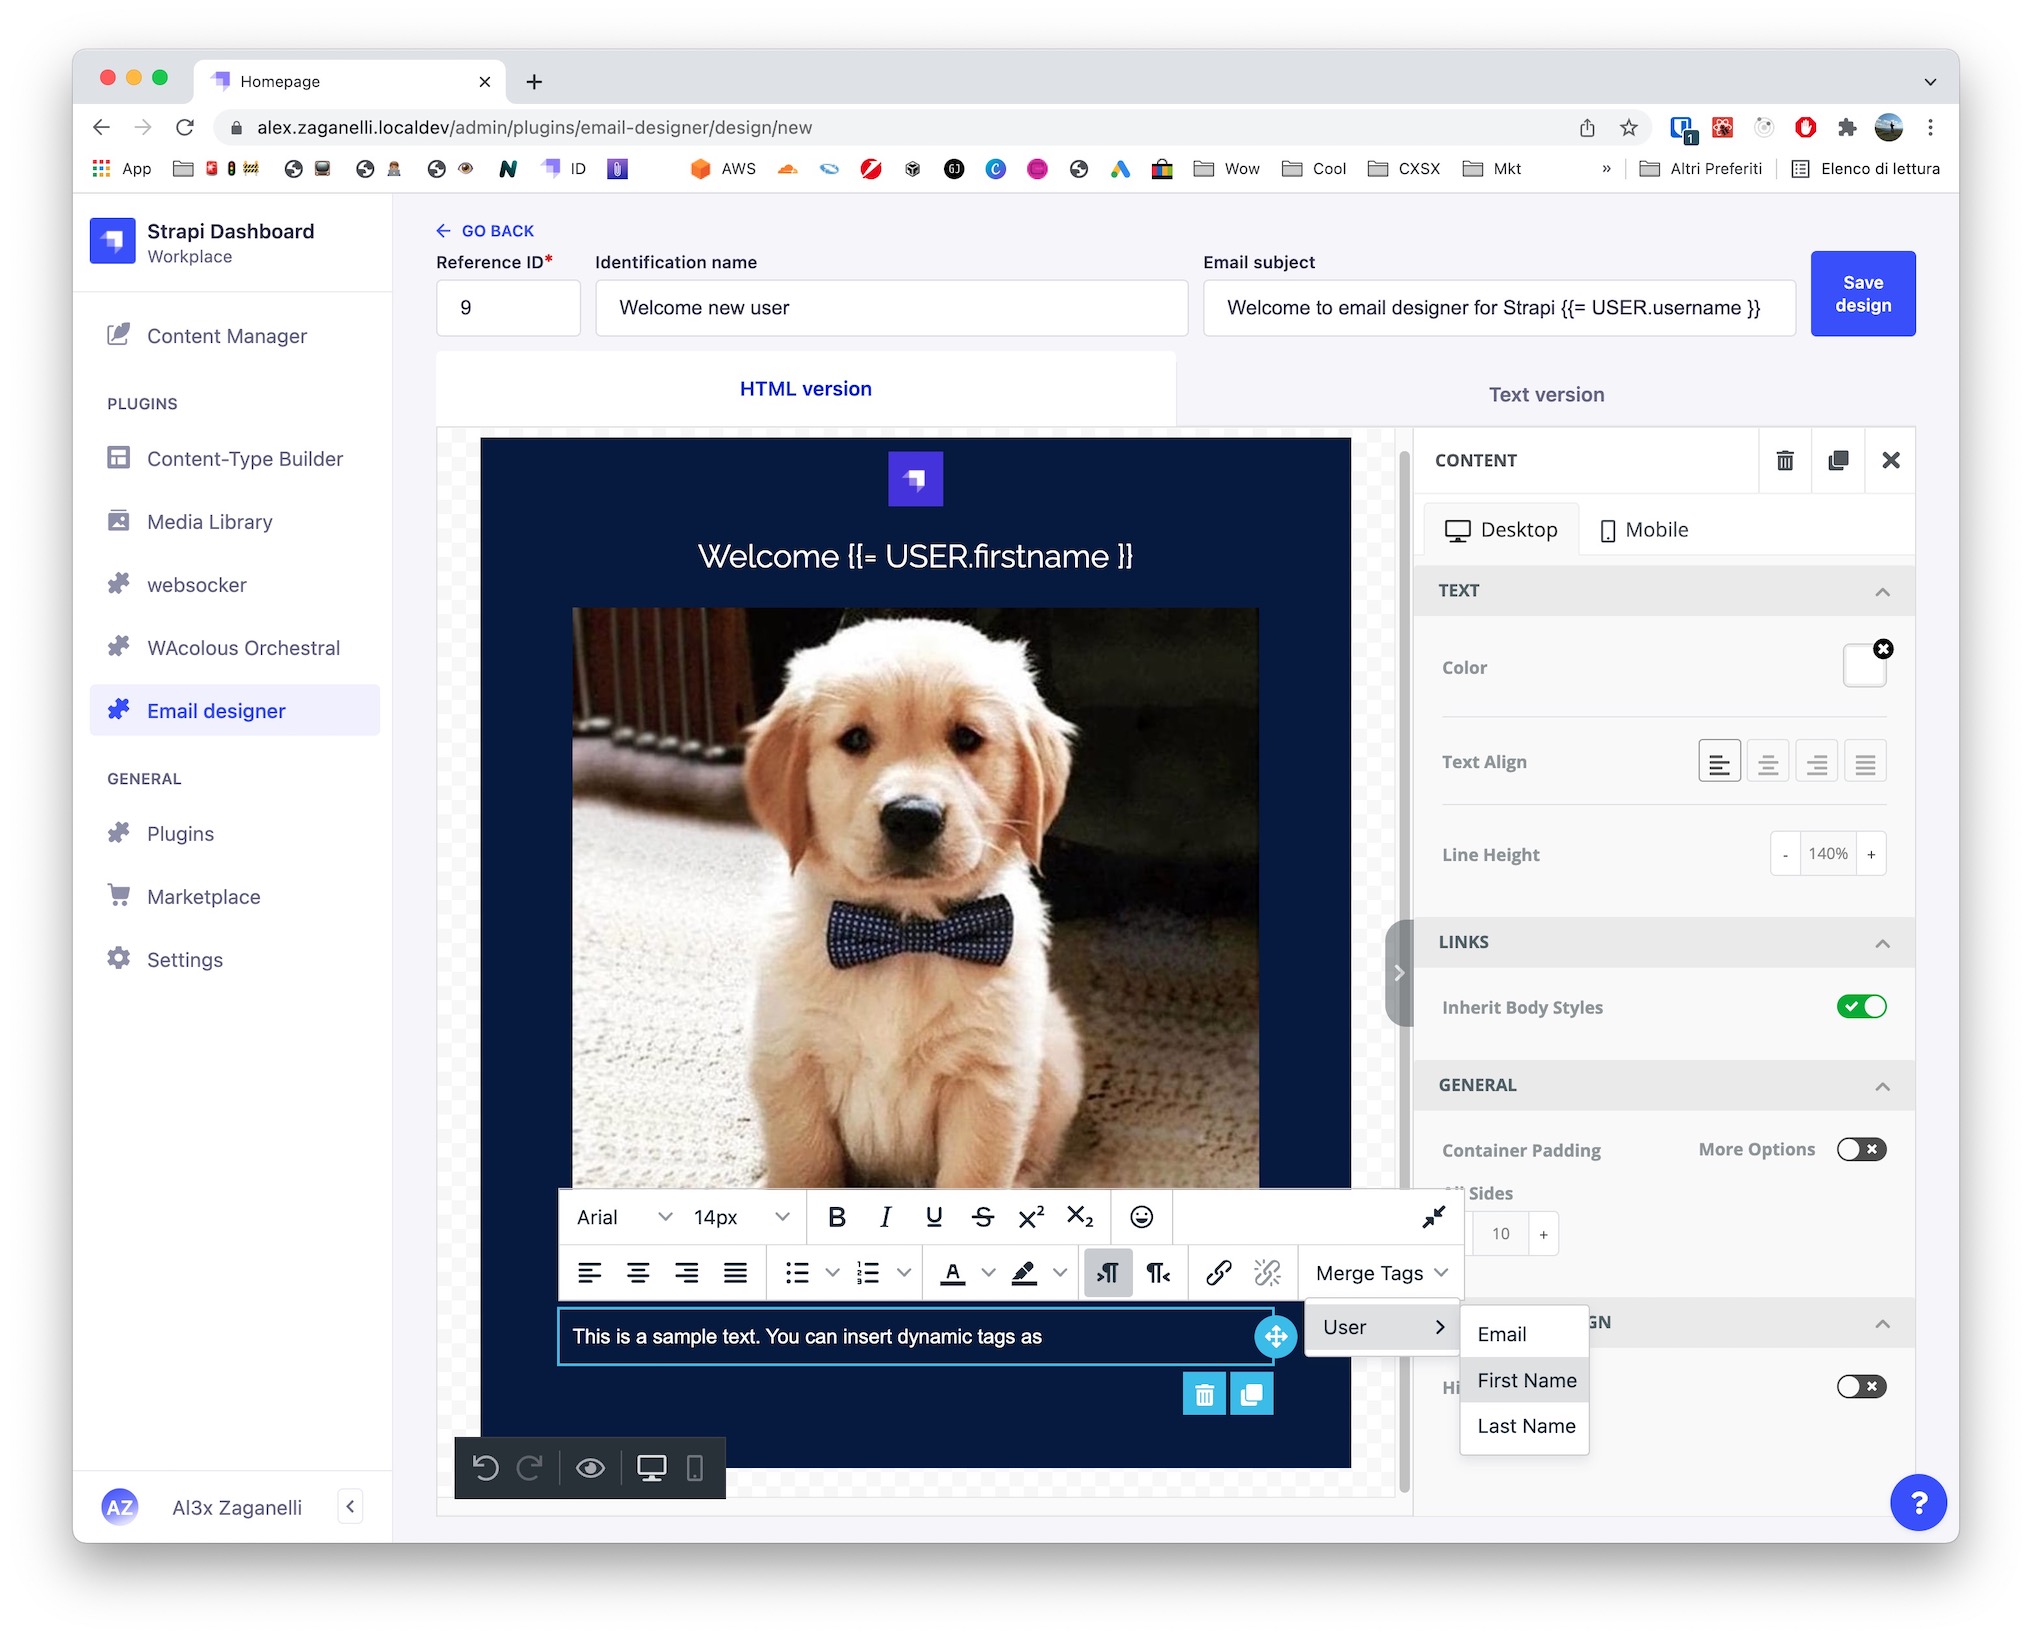 Homepage
alex.zaganelli.localdev/admin/plugins/email-designer/design/new
1
App
ID
AWS
GJ
C
Wow
Cool
CXSX
Mkt
»
Altri Preferiti
Elenco di lettura
Strapi Dashboard
Workplace
Content Manager
PLUGINS
Content-Type Builder
Media Library
websocker
WAcolous Orchestral
Email designer
GENERAL
Plugins
Marketplace
Settings
AZ
Al3x Zaganelli
GO BACK
Reference ID*
Identification name
Email subject
9
Welcome new user
Welcome to email designer for Strapi {{= USER.username }}
Save
design
HTML version
Text version
Welcome {{= USER.firstname }}
Arial
14px
B I U S X² X₂
A
Merge Tags
This is a sample text. You can insert dynamic tags as
User
Email
First Name
Last Name
CONTENT
Desktop
Mobile
TEXT
Color
Text Align
Line Height
- 140% +
LINKS
Inherit Body Styles
GENERAL
Container Padding
More Options
Sides
10 +
GN
Hi
?